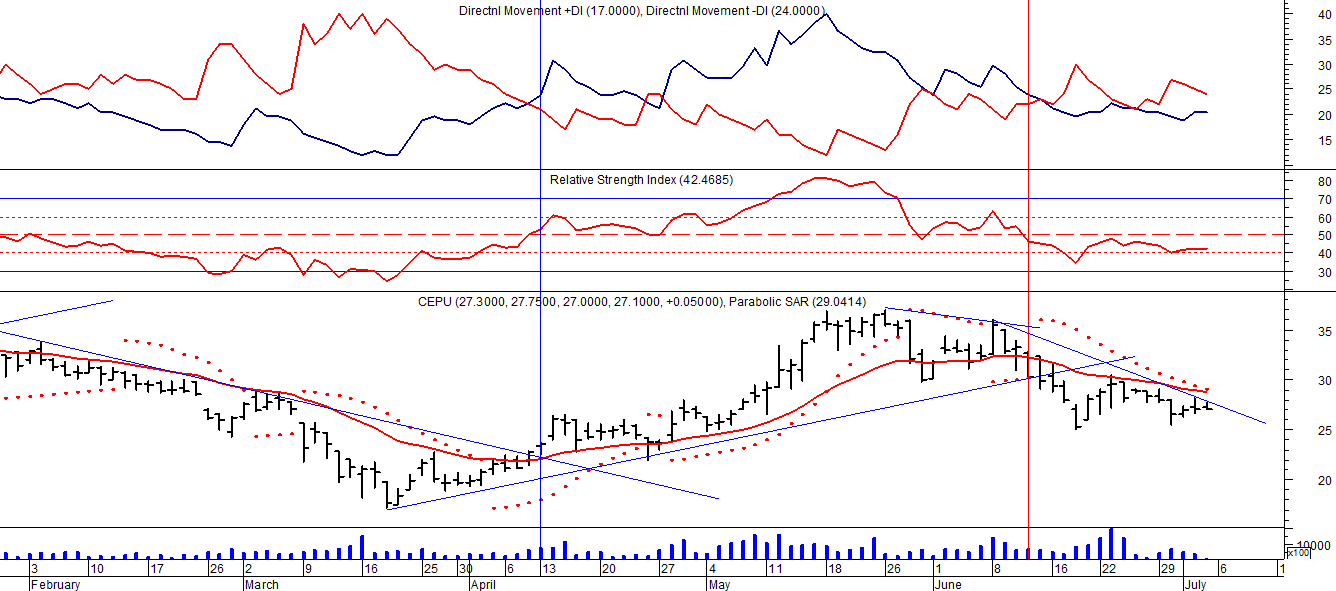 Directnl Movement +DI (17.0000), Directnl Movement -DI (24.0000)
40
35
30
25
20
15
Relative Strength Index (42.4685)
80
70
60
50
40
30
CEPU (27.3000, 27.7500, 27.0000, 27.1000, +0.05000), Parabolic SAR (29.0414)
35
30
25
20
10000
x100
3 10 17 26 2 9 16 25 30 6 13 20 27 4 11 18 26 1 8 16 22 29 6 1
February March April May June July